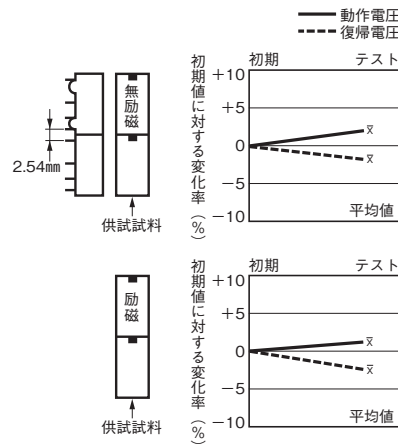 動作電圧
復帰電圧
無励磁
2.54㎜
供試試料
初期値に対する変化率(%)
初期
テスト
+10
+5
0
−5
−10
x̅
x̅
平均値
励磁
供試試料
初期値に対する変化率(%)
初期
テスト
+10
+5
0
−5
−10
x̅
x̅
平均値